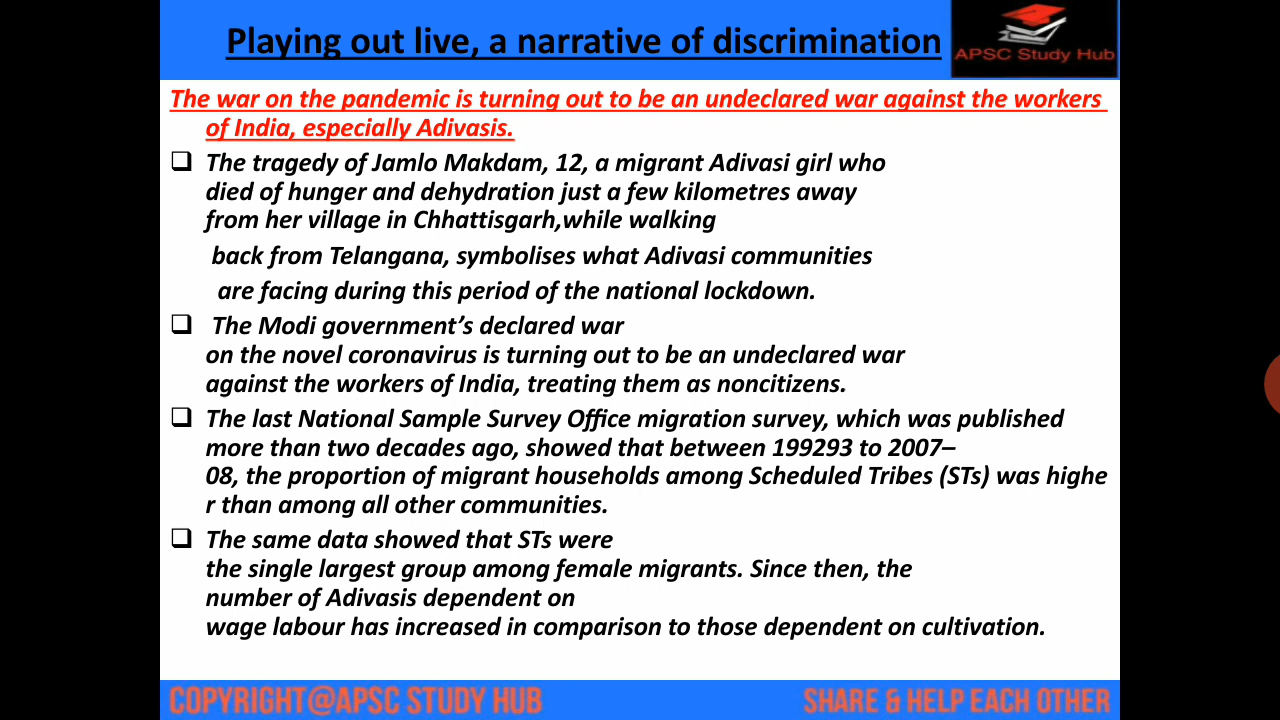 Playing out live, a narrative of discrimination
APSC Study Hub
The war on the pandemic is turning out to be an undeclared war against the workers
of India, especially Adivasis.
The tragedy of Jamlo Makdam, 12, a migrant Adivasi girl who
died of hunger and dehydration just a few kilometres away
from her village in Chhattisgarh,while walking
back from Telangana, symbolises what Adivasi communities
are facing during this period of the national lockdown.
The Modi government’s declared war
on the novel coronavirus is turning out to be an undeclared war
against the workers of India, treating them as noncitizens.
The last National Sample Survey Office migration survey, which was published
more than two decades ago, showed that between 199293 to 2007–
08, the proportion of migrant households among Scheduled Tribes (STs) was highe
r than among all other communities.
The same data showed that STs were
the single largest group among female migrants. Since then, the
number of Adivasis dependent on
wage labour has increased in comparison to those dependent on cultivation.
COPYRIGHT@APSC STUDY HUB
SHARE & HELP EACH OTHER